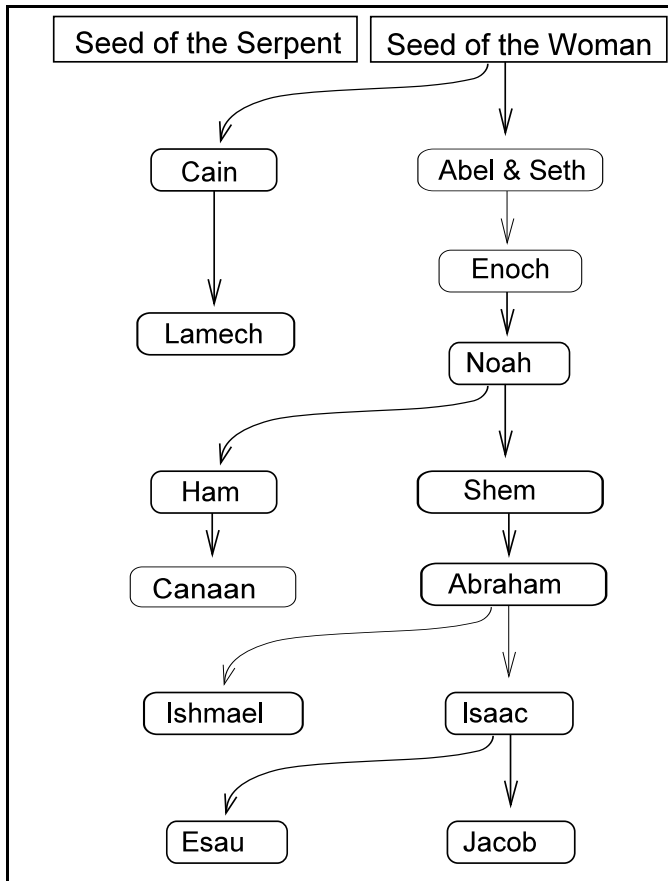 Seed of the Serpent
Seed of the Woman
Cain
Abel & Seth
Enoch
Lamech
Noah
Ham
Shem
Canaan
Abraham
Ishmael
Isaac
Esau
Jacob